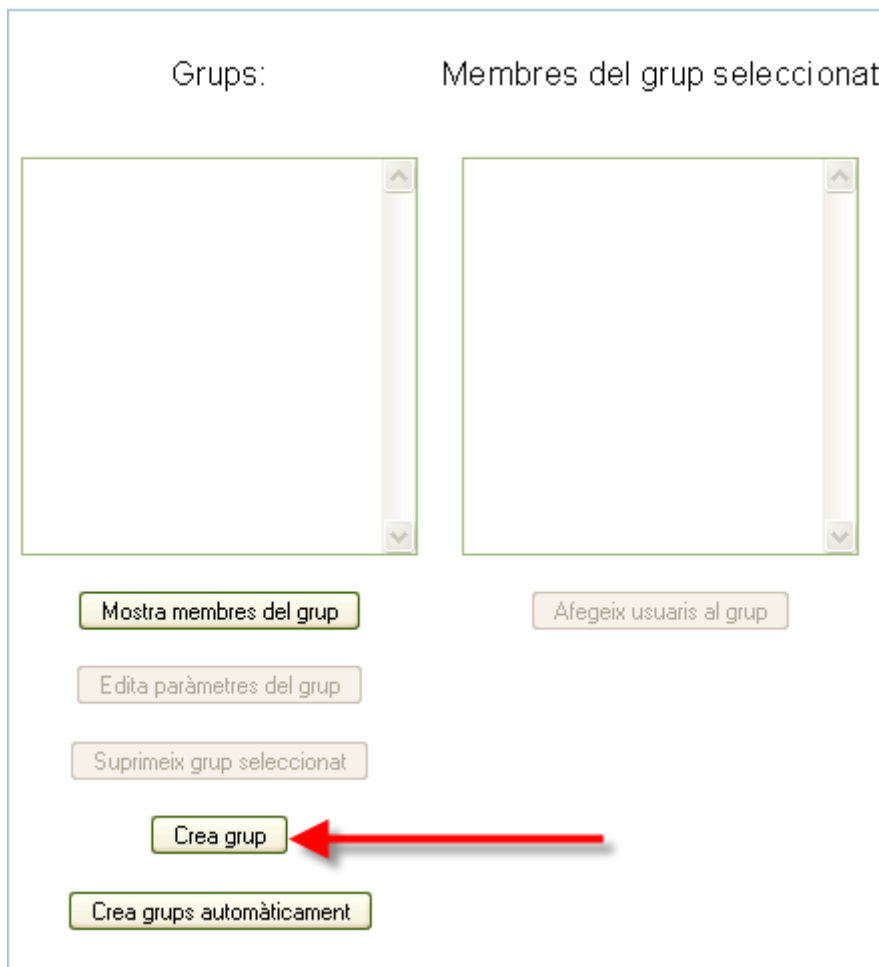 Grups:
Membres del grup seleccionat
Mostra membres del grup
Afegeix usuaris al grup
Edita paràmetres del grup
Suprimeix grup seleccionat
Crea grup
Crea grups automàticament